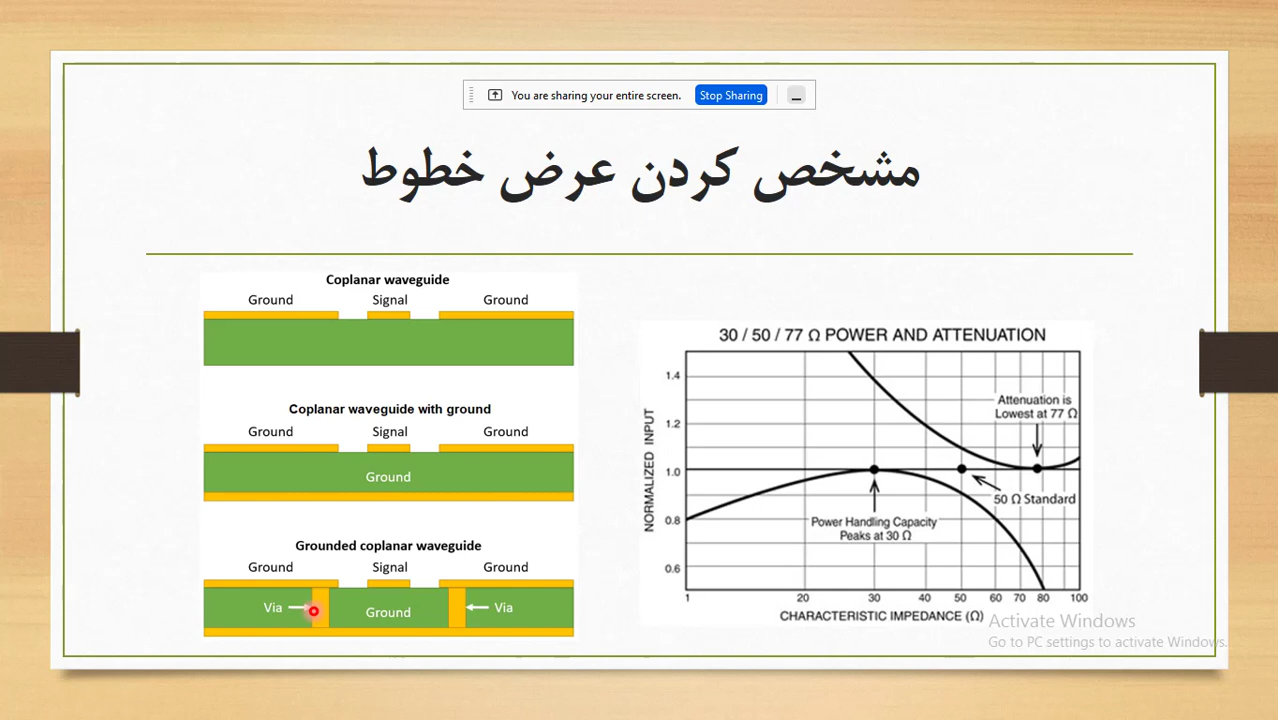 You are sharing your entire screen. Stop Sharing
مشخص کردن عرض خطوط
Coplanar waveguide
Ground Signal Ground
Coplanar waveguide with ground
Ground Signal Ground
Ground
Grounded coplanar waveguide
Ground Signal Ground
Via Ground Via
30 / 50 / 77 Ω POWER AND ATTENUATION
NORMALIZED INPUT
1.4
1.2
1.0
0.8
0.6
Attenuation is
Lowest at 77 Ω
50 Ω Standard
Power Handling Capacity
Peaks at 30 Ω
1 20 30 40 50 60 70 80 100
CHARACTERISTIC IMPEDANCE (Ω)
Activate Windows
Go to PC settings to activate Windows.